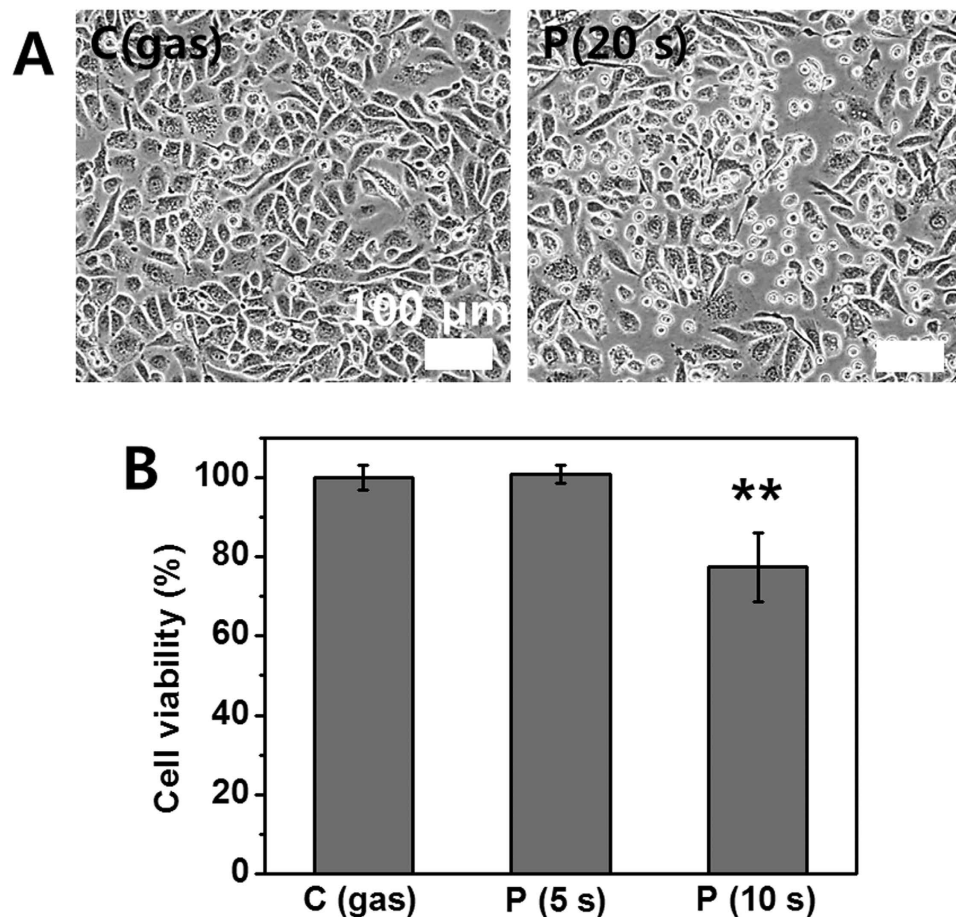 A
C(gas)
P(20 s)
100 µm
B
Cell viability (%)
100
80
60
40
20
0
**
C (gas)
P (5 s)
P (10 s)